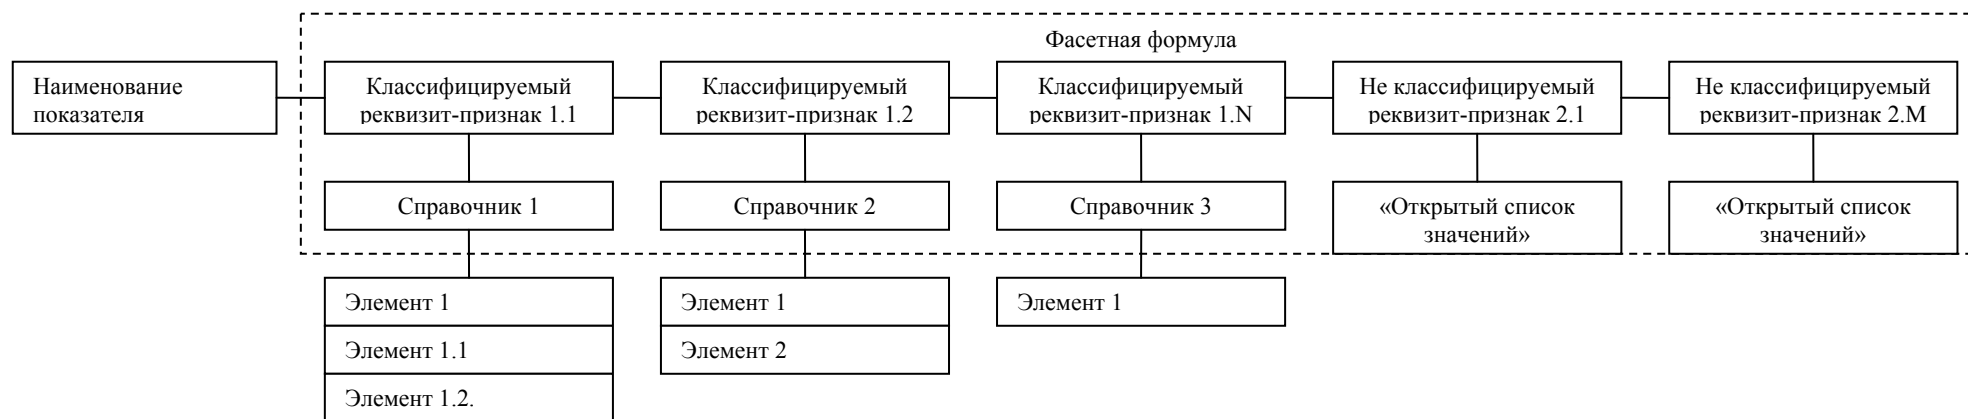 Фасетная формула
Наименование
показателя
Классифицируемый
реквизит-признак 1.1
Классифицируемый
реквизит-признак 1.2
Классифицируемый
реквизит-признак 1.N
Не классифицируемый
реквизит-признак 2.1
Не классифицируемый
реквизит-признак 2.M
Справочник 1
Справочник 2
Справочник 3
«Открытый список
значений»
«Открытый список
значений»
Элемент 1
Элемент 1.1
Элемент 1.2.
Элемент 1
Элемент 2
Элемент 1